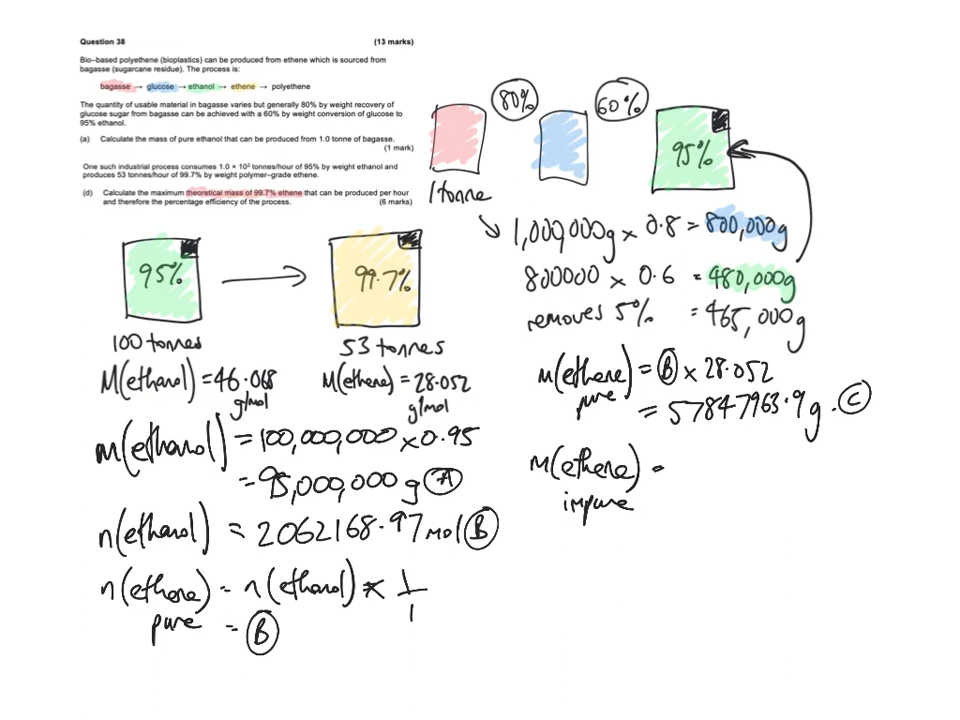 Question 38 (13 marks)
Bio–based polyethene (bioplastics) can be produced from ethene which is sourced from
bagasse (sugarcane residue). The process is:
bagasse → glucose → ethanol → ethene → polyethene
The quantity of usable material in bagasse varies but generally 80% by weight recovery of
glucose sugar from bagasse can be achieved with a 60% by weight conversion of glucose to
95% ethanol.
(a) Calculate the mass of pure ethanol that can be produced from 1.0 tonne of bagasse.
(1 mark)
One such industrial process consumes 1.0 × 10² tonnes/hour of 95% by weight ethanol and
produces 53 tonnes/hour of 99.7% by weight polymer–grade ethene.
(d) Calculate the maximum theoretical mass of 99.7% ethene that can be produced per hour
and therefore the percentage efficiency of the process. (6 marks)
80% 60%
95%
1 tonne
1,000,000g × 0.8 = 800,000g
800000 × 0.6 = 480,000g
removes 5% = 465,000g
95% → 99.7%
100 tonnes 53 tonnes
M(ethanol) = 46.068 g/mol
M(ethene) = 28.052 g/mol
m(ethanol) = 100,000,000 × 0.95
= 95,000,000 g (A)
n(ethanol) = 2062168.97 mol (B)
n(ethene) = n(ethanol) × 1/1
pure = (B)
m(ethene) = (B) × 28.052
pure = 57847963.9 g. (C)
m(ethene) =
impure